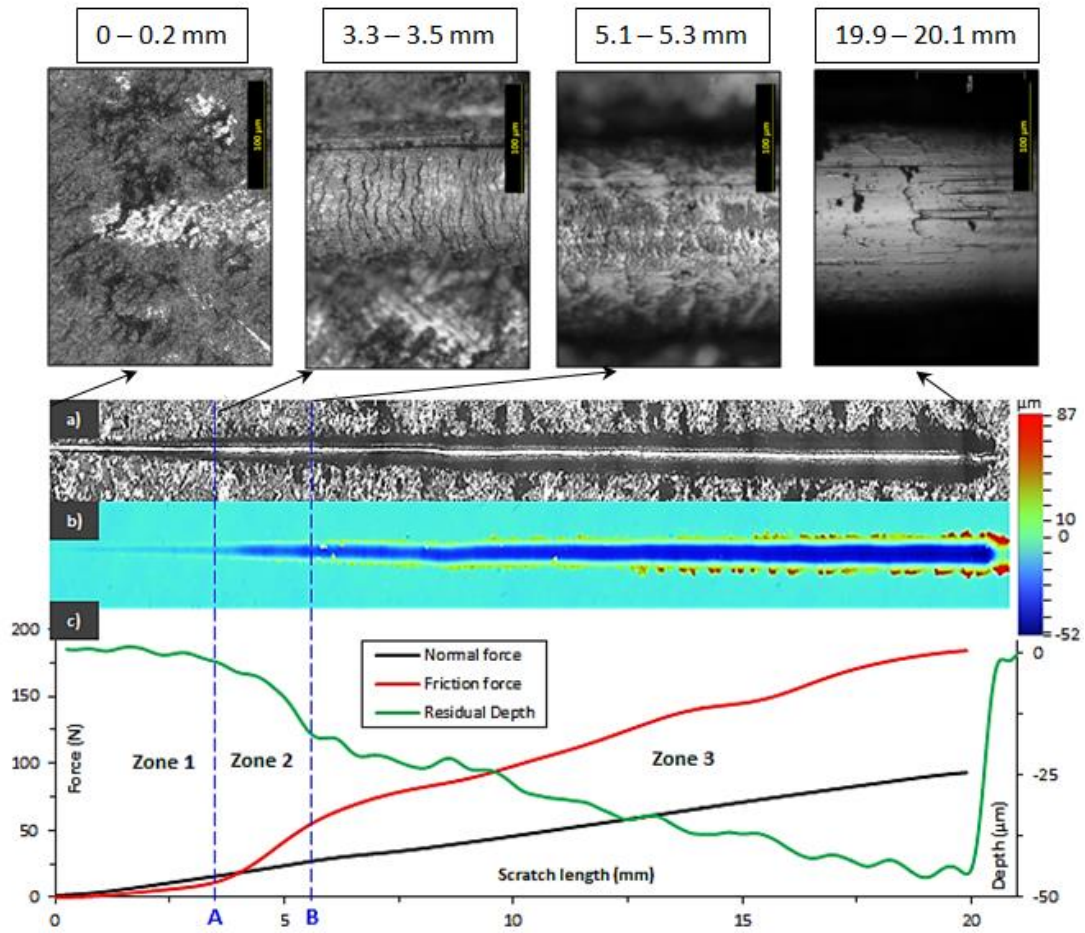 0 – 0.2 mm
3.3 – 3.5 mm
5.1 – 5.3 mm
19.9 – 20.1 mm
100 µm
100 µm
100 µm
100 µm
a)
µm
87
10
0
-52
b)
c)
200
150
100
50
0
Force (N)
Normal force
Friction force
Residual Depth
Zone 1
Zone 2
Zone 3
Scratch length (mm)
0
-25
-50
Depth (µm)
0
A
5
B
10
15
20